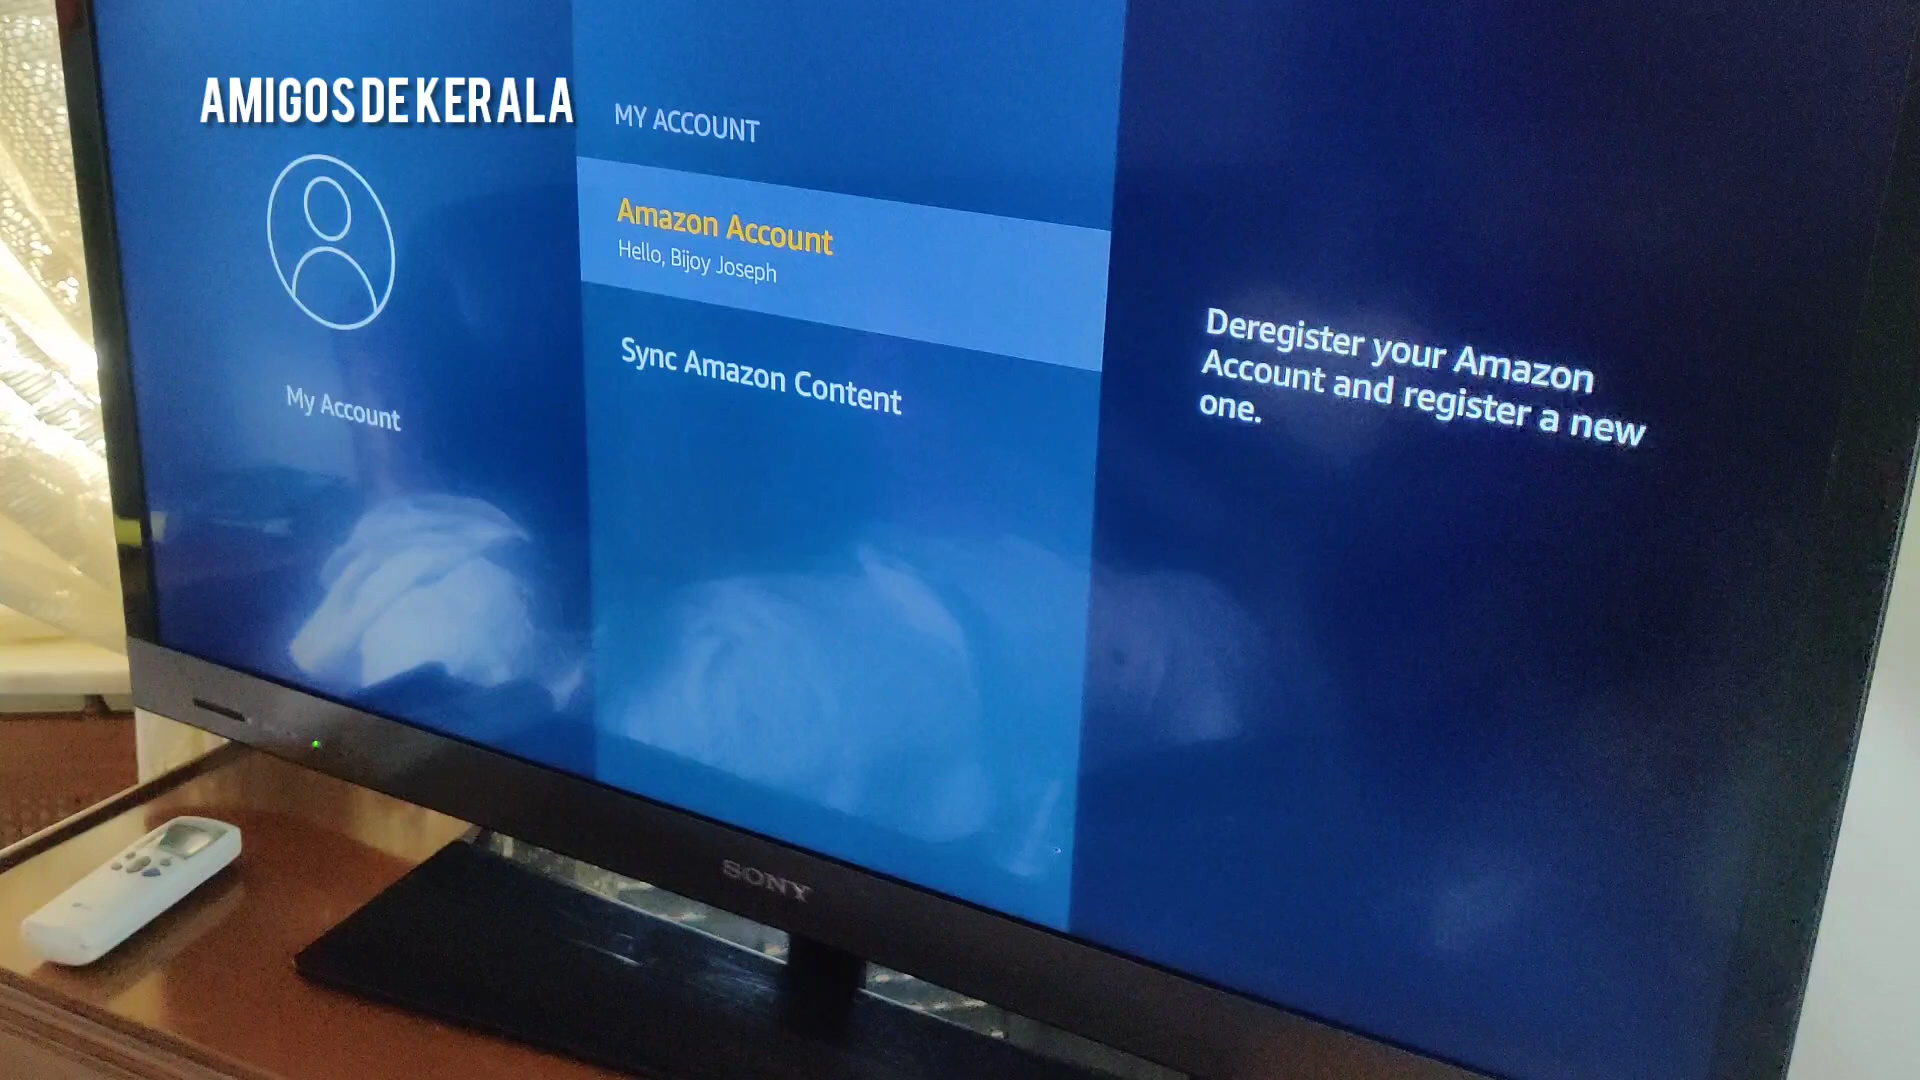 AMIGOS DE KERALA
MY ACCOUNT
Amazon Account
Hello, Bijoy Joseph
Sync Amazon Content
My Account
Deregister your Amazon
Account and register a new
one.
SONY